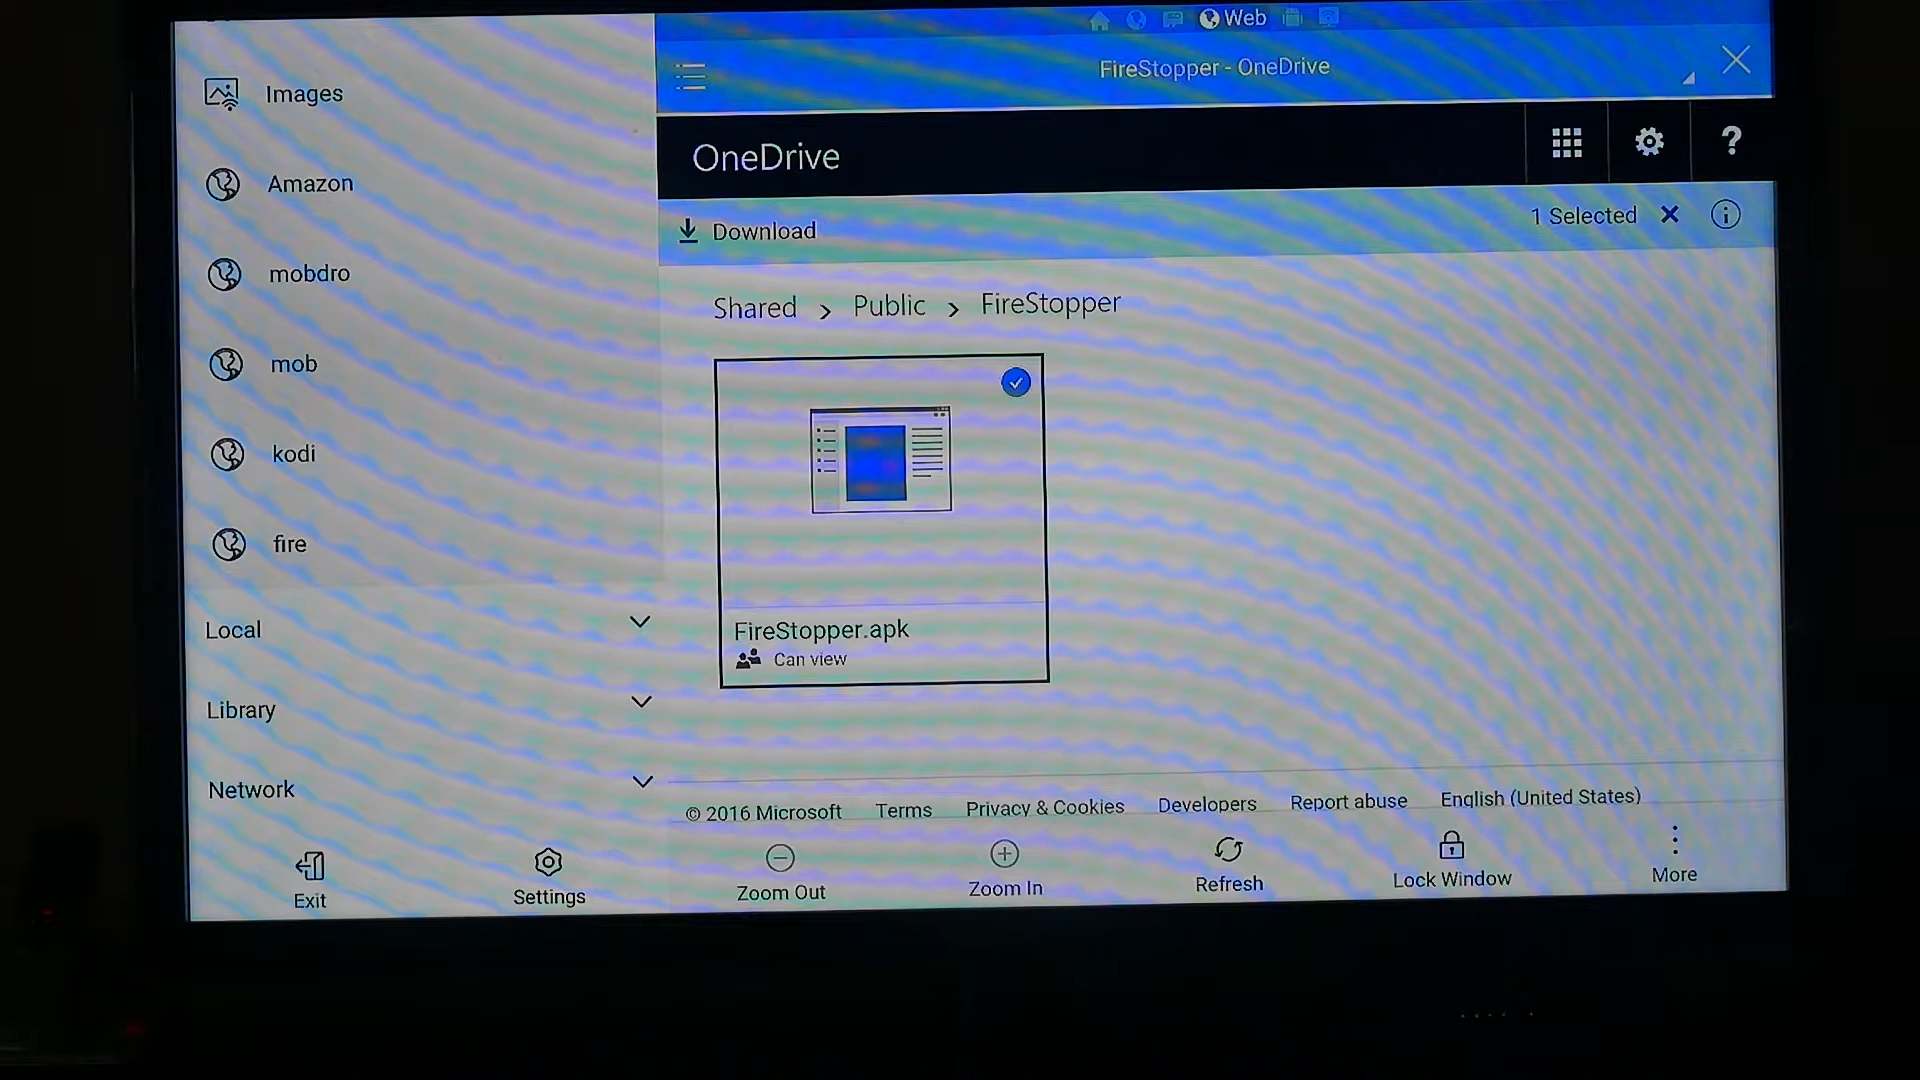 Web
FireStopper - OneDrive
OneDrive
?
Download
1 Selected
Shared > Public > FireStopper
FireStopper.apk
Can view
Images
Amazon
mobdro
mob
kodi
fire
Local
Library
Network
© 2016 Microsoft Terms Privacy & Cookies Developers Report abuse English (United States)
Exit
Settings
Zoom Out
Zoom In
Refresh
Lock Window
More